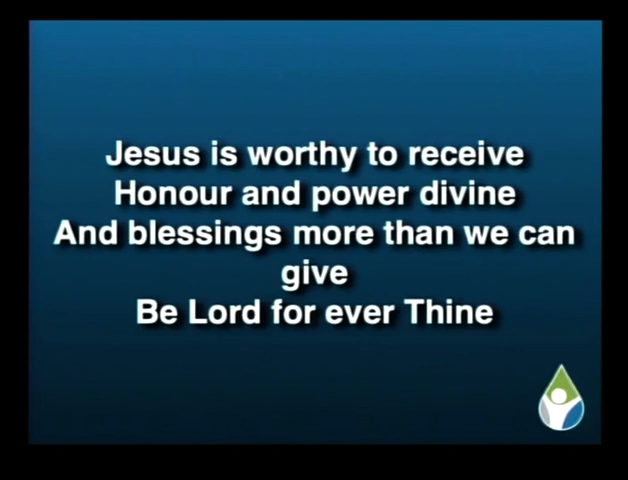 Jesus is worthy to receive
Honour and power divine
And blessings more than we can
give
Be Lord for ever Thine